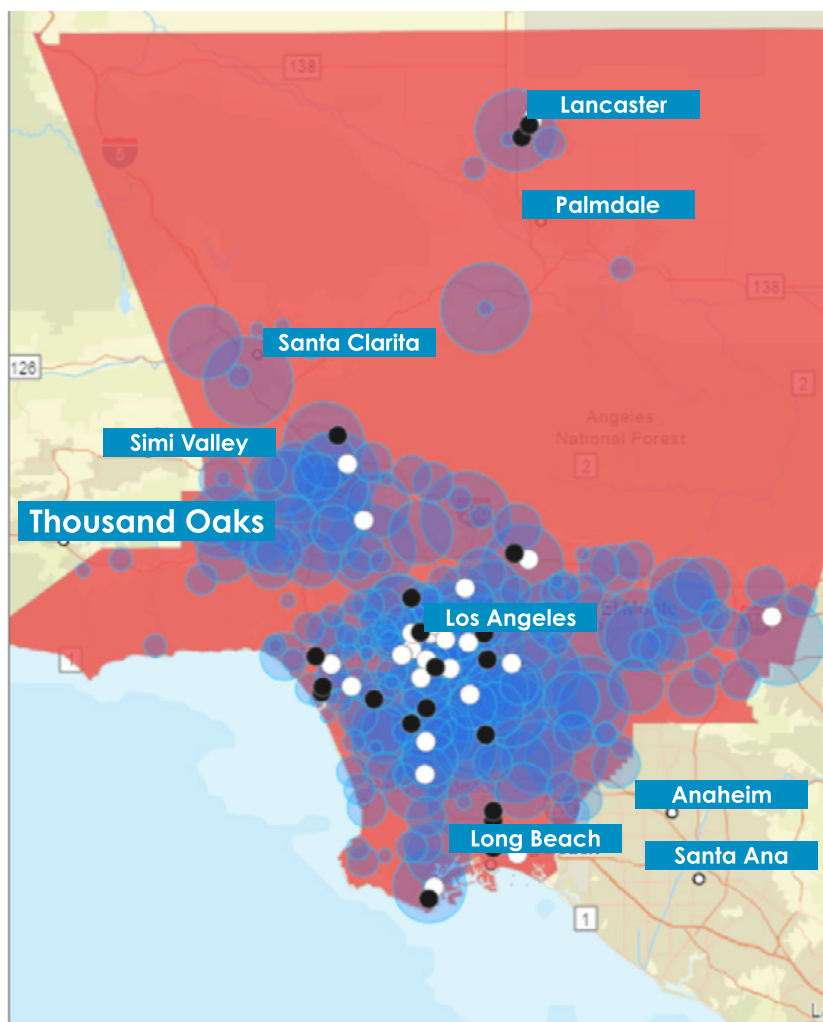 138
Lancaster
5
Palmdale
138
Santa Clarita
126
2
Angeles
National Forest
Simi Valley
2
Thousand Oaks
Los Angeles
El Monte
1
Anaheim
Long Beach
Santa Ana
1